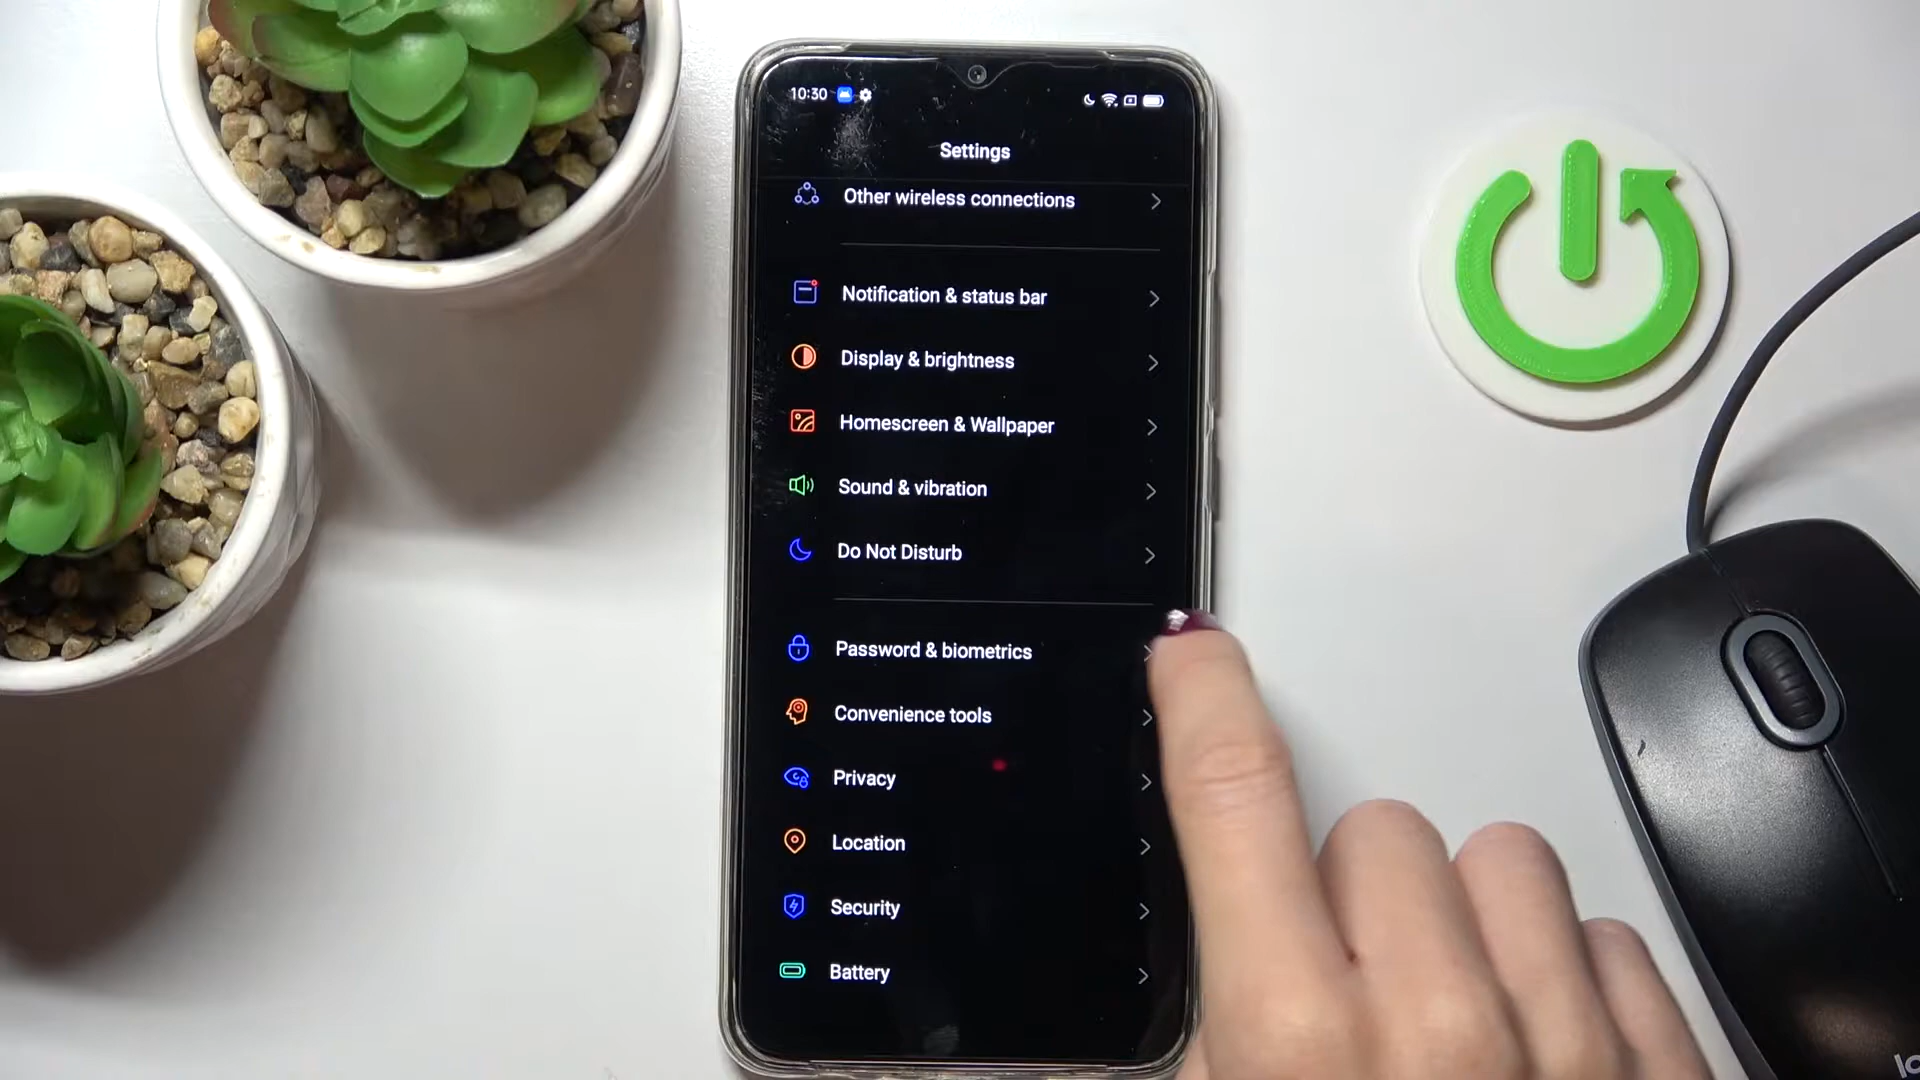 10:30
Settings
Other wireless connections
Notification & status bar
Display & brightness
Homescreen & Wallpaper
Sound & vibration
Do Not Disturb
Password & biometrics
Convenience tools
Privacy
Location
Security
Battery